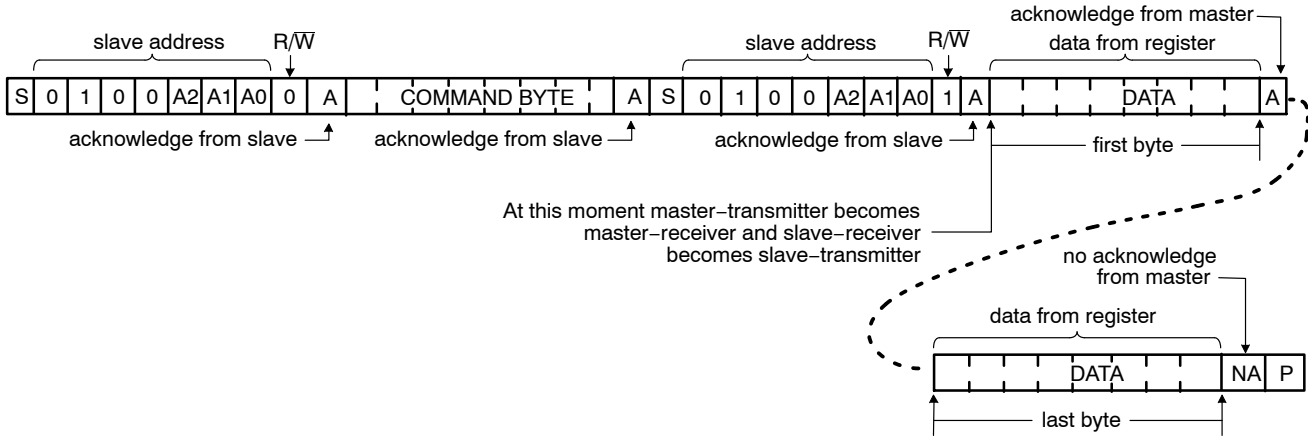 acknowledge from master
slave address R/W̅ slave address R/W̅ data from register
S 0 1 0 0 A2 A1 A0 0 A COMMAND BYTE A S 0 1 0 0 A2 A1 A0 1 A DATA A
acknowledge from slave acknowledge from slave acknowledge from slave first byte
At this moment master−transmitter becomes
master−receiver and slave−receiver
becomes slave−transmitter
no acknowledge
from master
data from register
DATA NA P
last byte